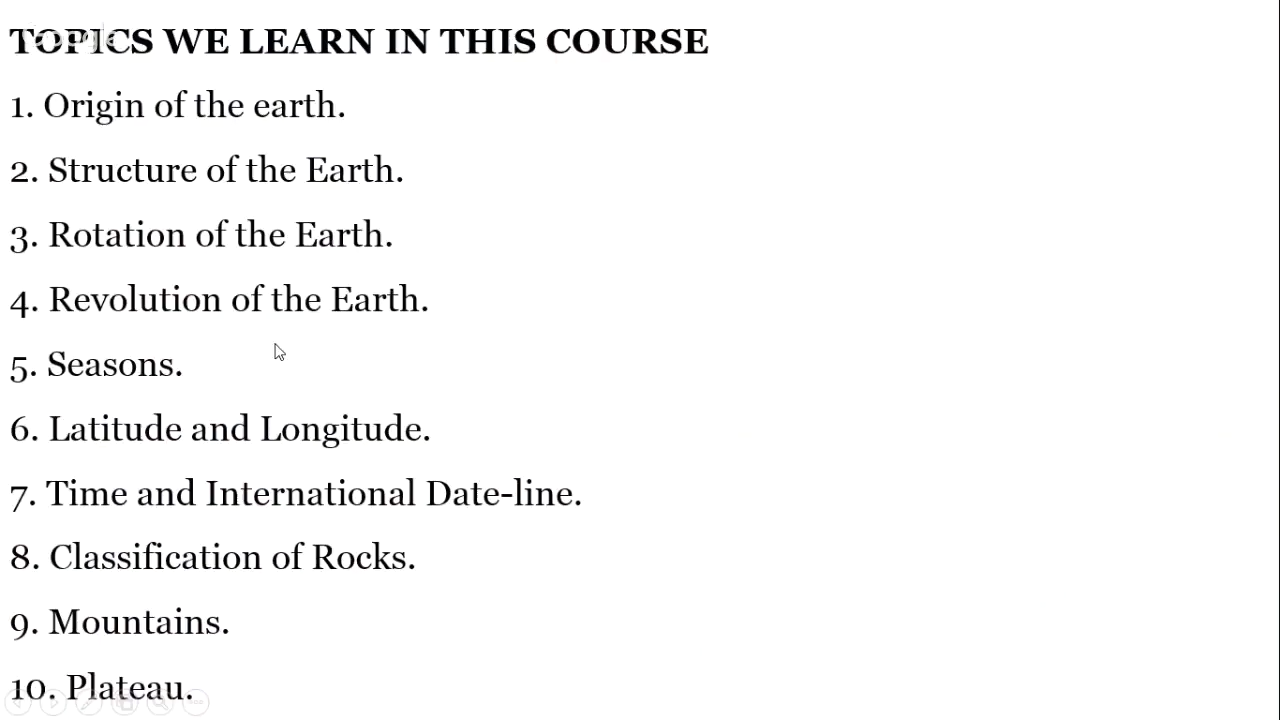 TOPICS WE LEARN IN THIS COURSE
1. Origin of the earth.
2. Structure of the Earth.
3. Rotation of the Earth.
4. Revolution of the Earth.
5. Seasons.
6. Latitude and Longitude.
7. Time and International Date-line.
8. Classification of Rocks.
9. Mountains.
10. Plateau.